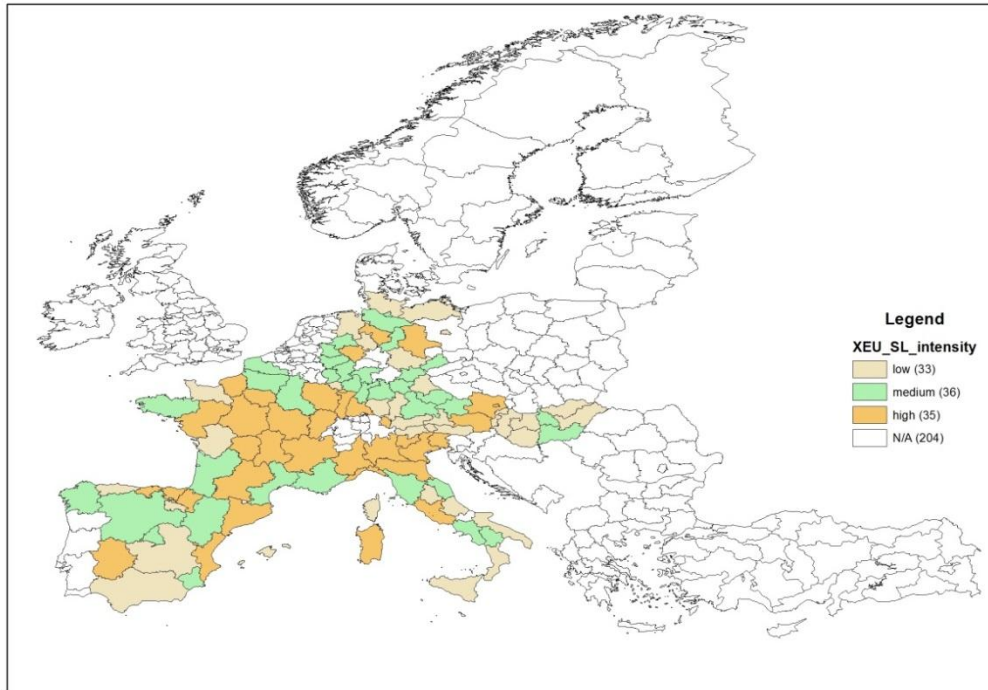 Legend
XEU_SL_intensity
low (33)
medium (36)
high (35)
N/A (204)